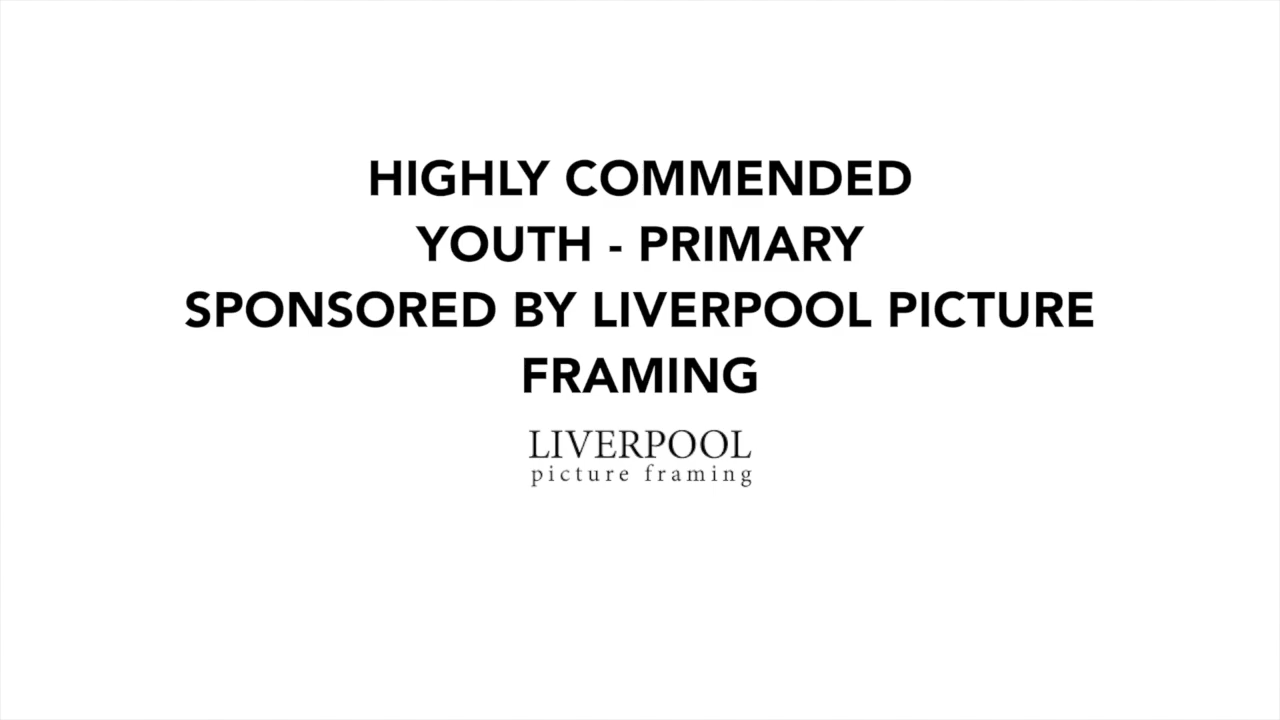 HIGHLY COMMENDED
YOUTH - PRIMARY
SPONSORED BY LIVERPOOL PICTURE
FRAMING
LIVERPOOL
picture framing